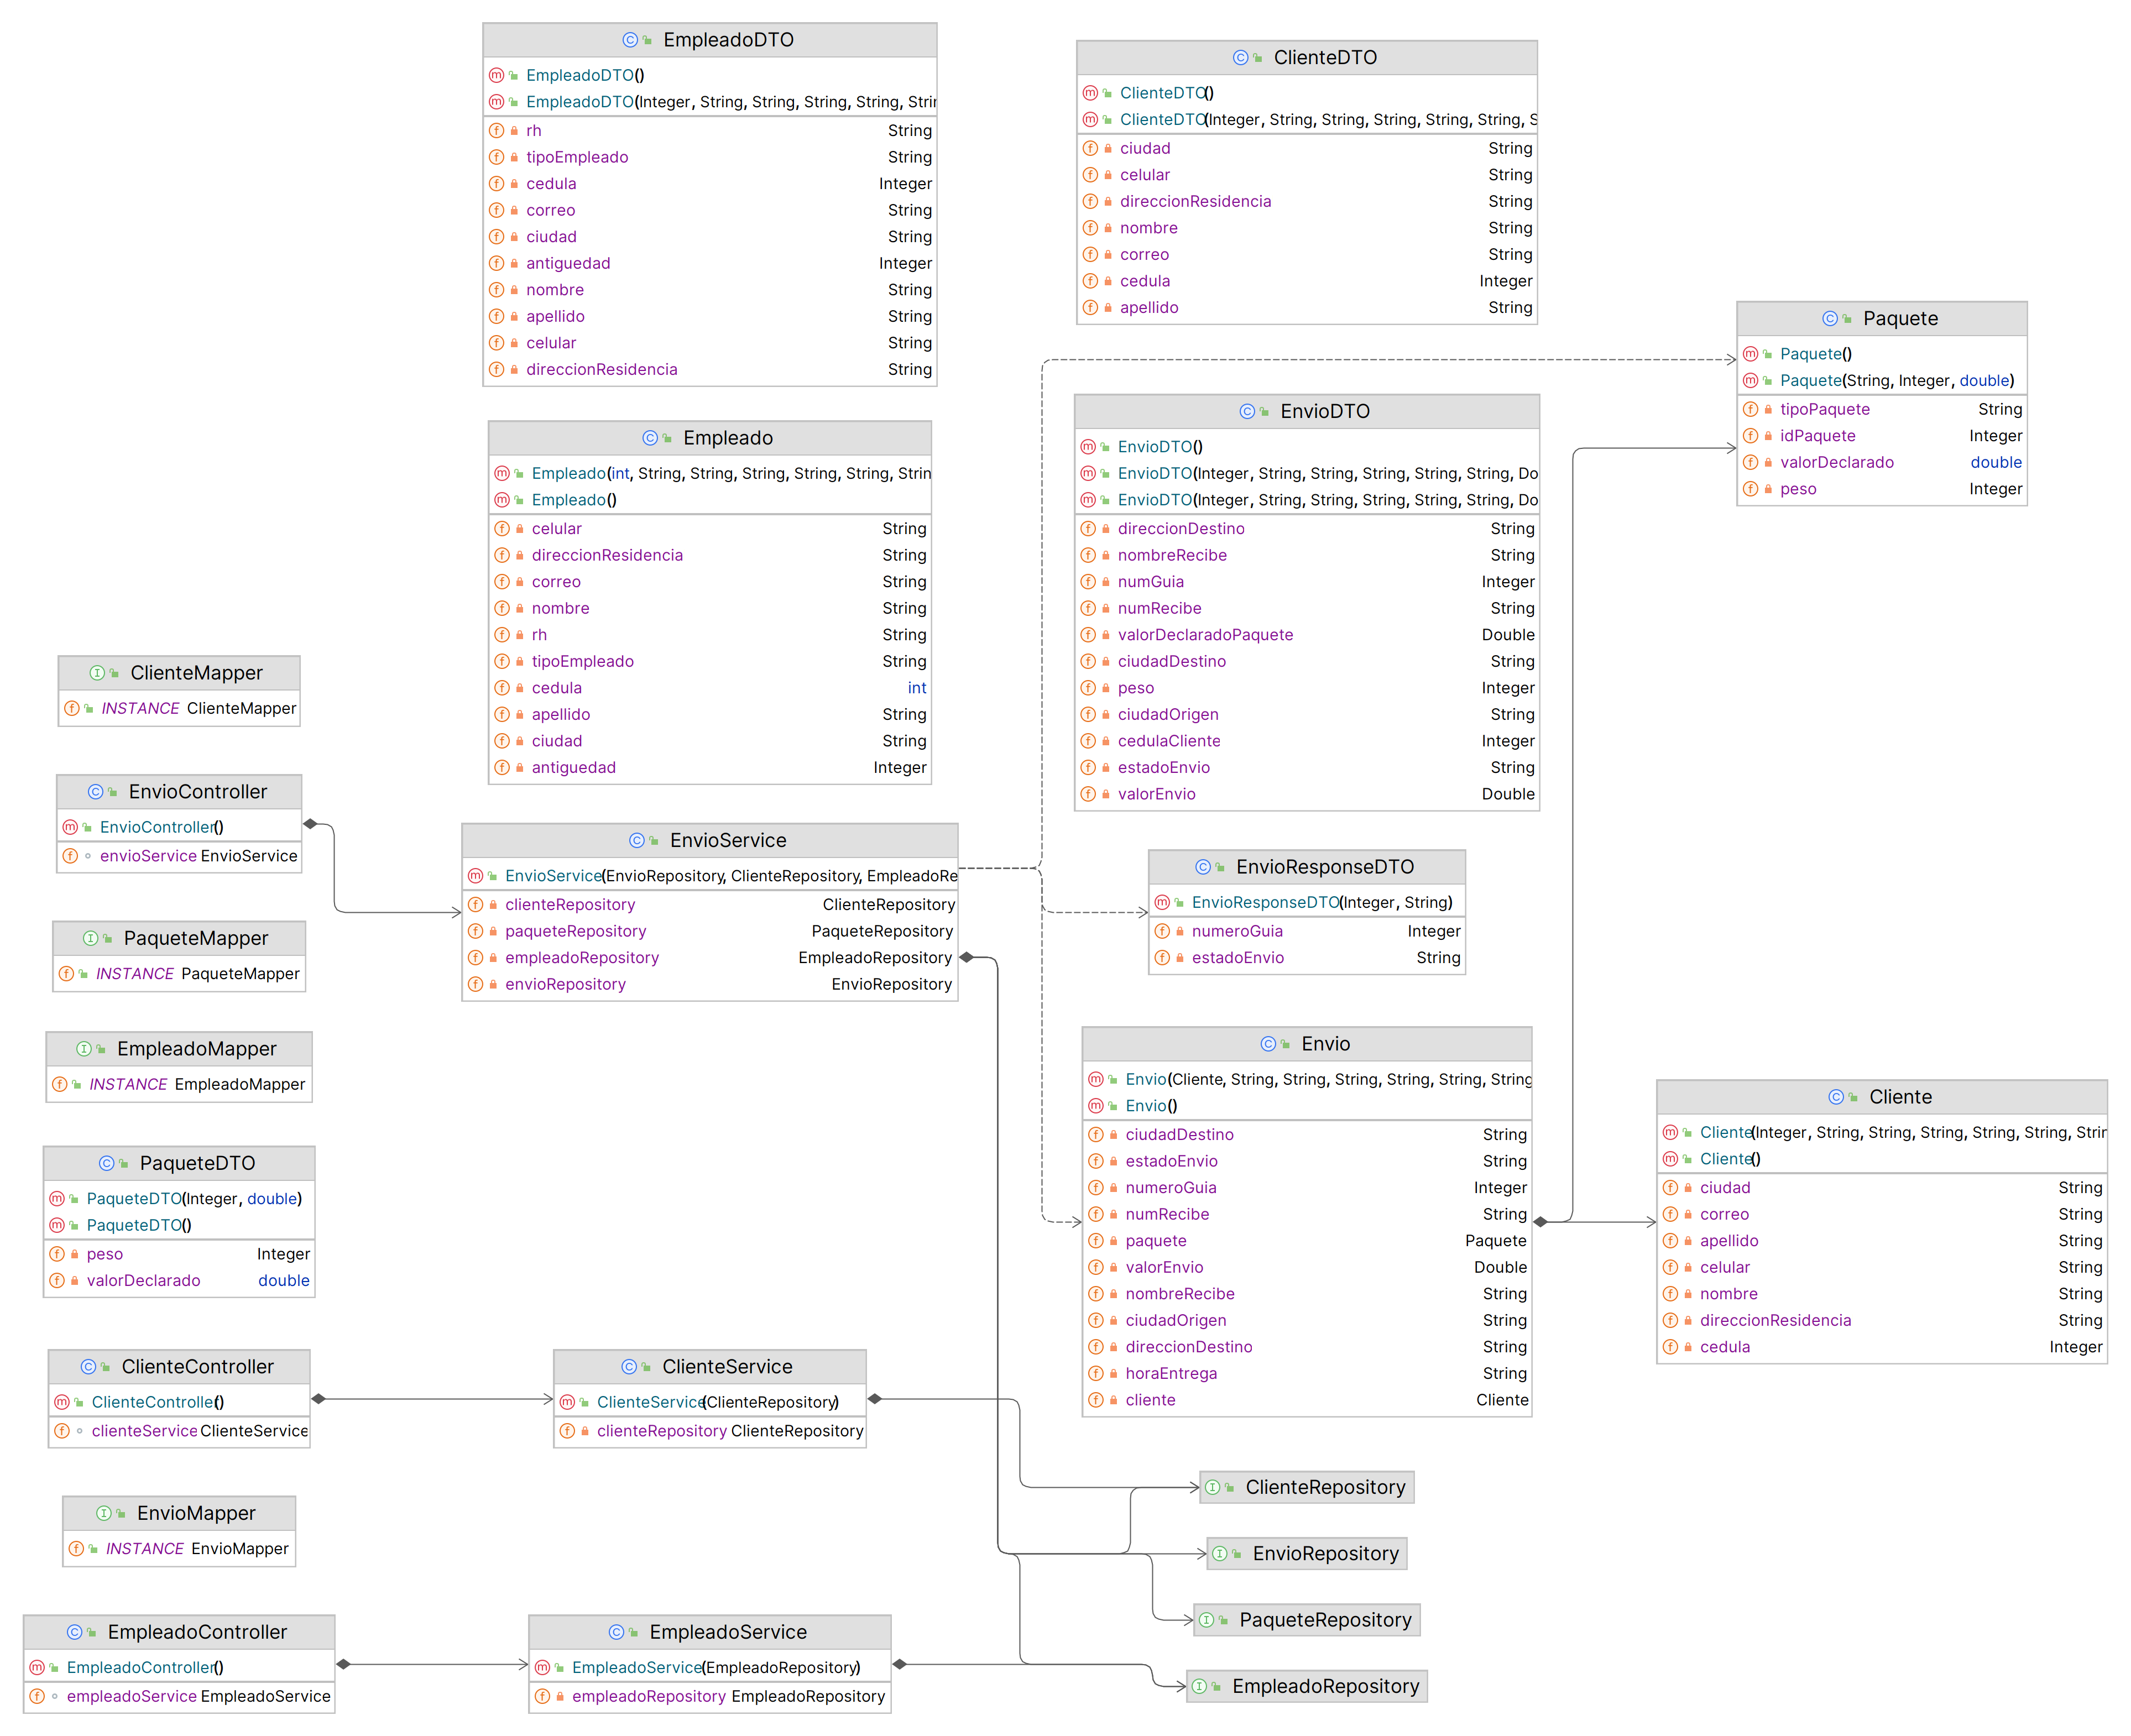 EmpleadoDTO
EmpleadoDTO()
EmpleadoDTO(Integer, String, String, String, String, Strin
rh String
tipoEmpleado String
cedula Integer
correo String
ciudad String
antiguedad Integer
nombre String
apellido String
celular String
direccionResidencia String
ClienteDTO
ClienteDTO()
ClienteDTO(Integer, String, String, String, String, String, S
ciudad String
celular String
direccionResidencia String
nombre String
correo String
cedula Integer
apellido String
Paquete
Paquete()
Paquete(String, Integer, double)
tipoPaquete String
idPaquete Integer
valorDeclarado double
peso Integer
Empleado
Empleado(int, String, String, String, String, String, Strin
Empleado()
celular String
direccionResidencia String
correo String
nombre String
rh String
tipoEmpleado String
cedula int
apellido String
ciudad String
antiguedad Integer
EnvioDTO
EnvioDTO()
EnvioDTO(Integer, String, String, String, String, String, Do
EnvioDTO(Integer, String, String, String, String, String, Do
direccionDestino String
nombreRecibe String
numGuia Integer
numRecibe String
valorDeclaradoPaquete Double
ciudadDestino String
peso Integer
ciudadOrigen String
cedulaCliente Integer
estadoEnvio String
valorEnvio Double
ClienteMapper
INSTANCE ClienteMapper
EnvioController
EnvioController()
envioService EnvioService
EnvioService
EnvioService(EnvioRepository, ClienteRepository, EmpleadoRe
clienteRepository ClienteRepository
paqueteRepository PaqueteRepository
empleadoRepository EmpleadoRepository
envioRepository EnvioRepository
EnvioResponseDTO
EnvioResponseDTO(Integer, String)
numeroGuia Integer
estadoEnvio String
PaqueteMapper
INSTANCE PaqueteMapper
EmpleadoMapper
INSTANCE EmpleadoMapper
Envio
Envio(Cliente, String, String, String, String, String, String
Envio()
ciudadDestino String
estadoEnvio String
numeroGuia Integer
numRecibe String
paquete Paquete
valorEnvio Double
nombreRecibe String
ciudadOrigen String
direccionDestino String
horaEntrega String
cliente Cliente
Cliente
Cliente(Integer, String, String, String, String, String, Strin
Cliente()
ciudad String
correo String
apellido String
celular String
nombre String
direccionResidencia String
cedula Integer
PaqueteDTO
PaqueteDTO(Integer, double)
PaqueteDTO()
peso Integer
valorDeclarado double
ClienteController
ClienteController()
clienteService ClienteService
ClienteService
ClienteService(ClienteRepository)
clienteRepository ClienteRepository
ClienteRepository
EnvioMapper
INSTANCE EnvioMapper
EnvioRepository
PaqueteRepository
EmpleadoController
EmpleadoController()
empleadoService EmpleadoService
EmpleadoService
EmpleadoService(EmpleadoRepository)
empleadoRepository EmpleadoRepository
EmpleadoRepository